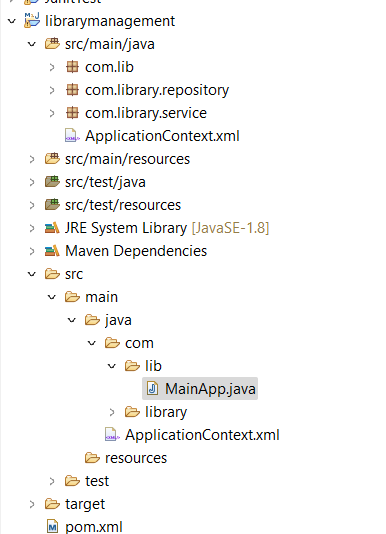 librarymanagement
src/main/java
com.lib
com.library.repository
com.library.service
ApplicationContext.xml
src/main/resources
src/test/java
src/test/resources
JRE System Library [JavaSE-1.8]
Maven Dependencies
src
main
java
com
lib
MainApp.java
library
ApplicationContext.xml
resources
test
target
pom.xml